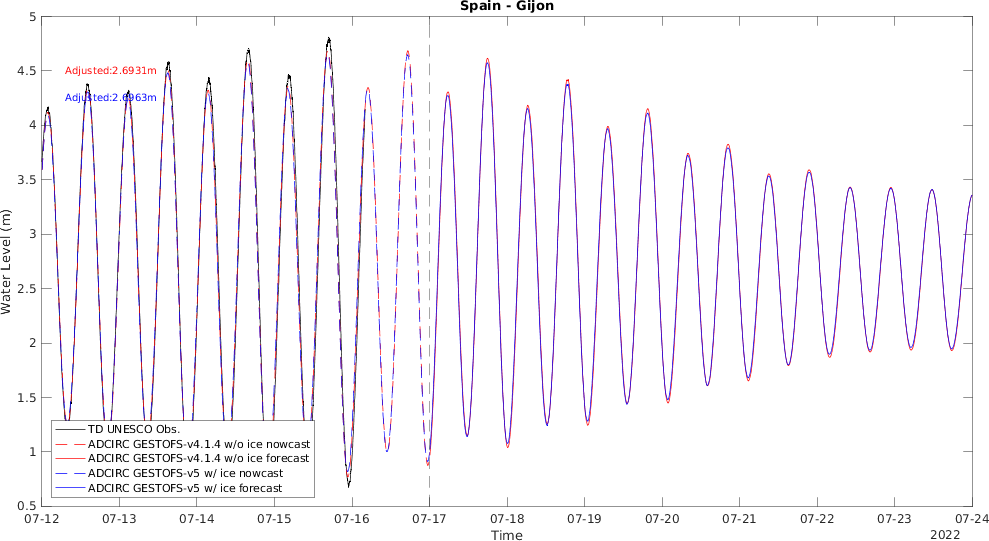 Spain - Gijon
5
4.5
4
3.5
3
2.5
2
1.5
1
0.5
Water Level (m)
Adjusted:2.6931m
Adjusted:2.6963m
TD UNESCO Obs.
ADCIRC GESTOFS-v4.1.4 w/o ice nowcast
ADCIRC GESTOFS-v4.1.4 w/o ice forecast
ADCIRC GESTOFS-v5 w/ ice nowcast
ADCIRC GESTOFS-v5 w/ ice forecast
07-12 07-13 07-14 07-15 07-16 07-17 07-18 07-19 07-20 07-21 07-22 07-23 07-24
Time
2022